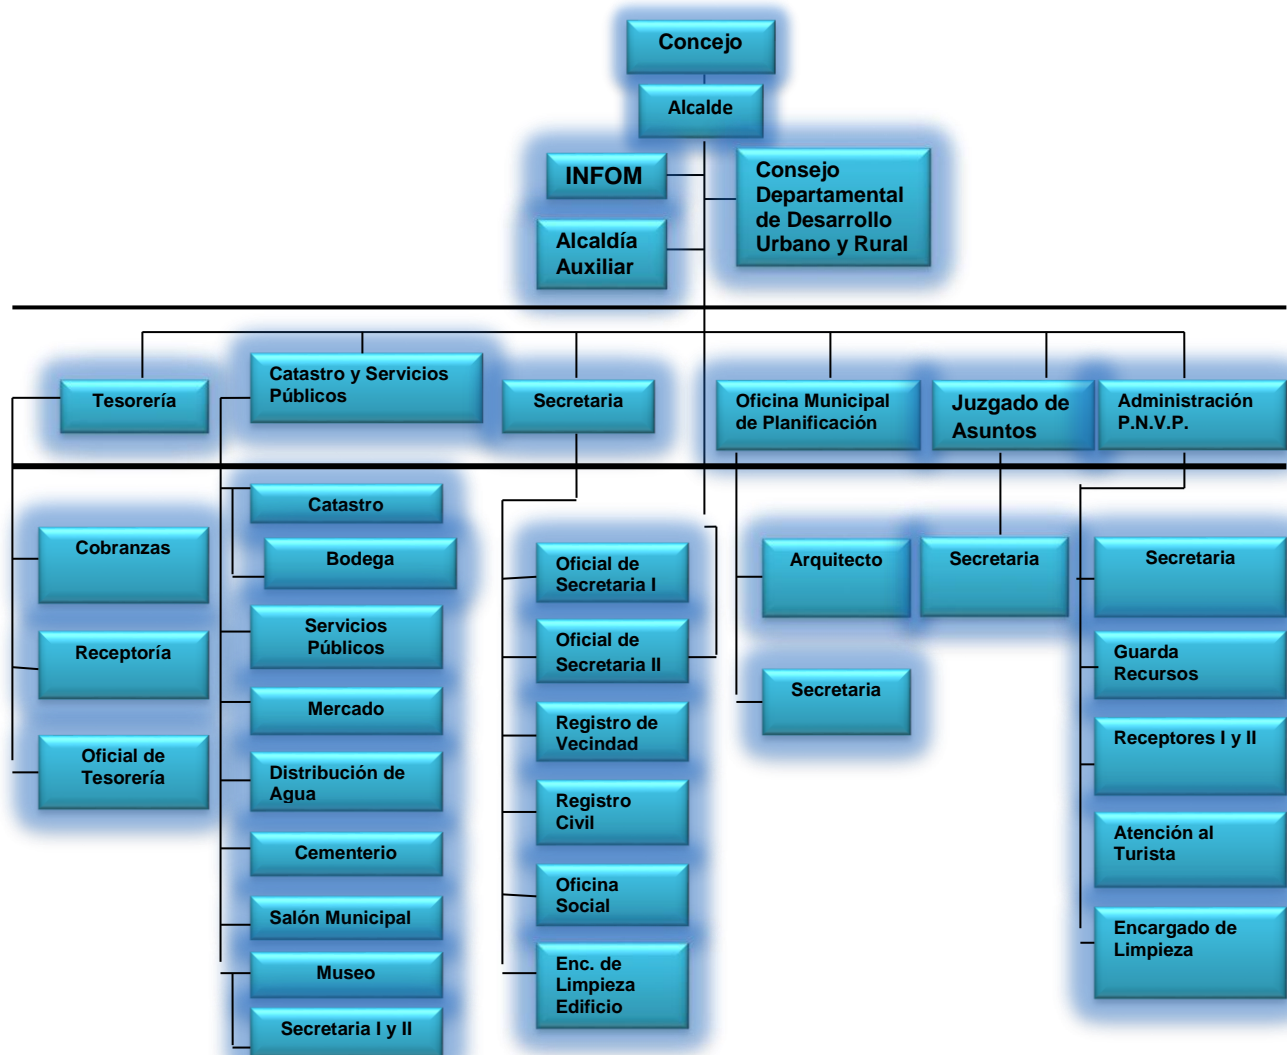 Concejo
Alcalde
INFOM
Consejo
Departamental
de Desarrollo
Urbano y Rural
Alcaldía
Auxiliar
Tesorería
Catastro y Servicios
Públicos
Secretaria
Oficina Municipal
de Planificación
Juzgado de
Asuntos
Administración
P.N.V.P.
Cobranzas
Receptoría
Oficial de
Tesorería
Catastro
Bodega
Servicios
Públicos
Mercado
Distribución de
Agua
Cementerio
Salón Municipal
Museo
Secretaria I y II
Oficial de
Secretaria I
Oficial de
Secretaria II
Registro de
Vecindad
Registro
Civil
Oficina
Social
Enc. de
Limpieza
Edificio
Arquitecto
Secretaria
Secretaria
Secretaria
Guarda
Recursos
Receptores I y II
Atención al
Turista
Encargado de
Limpieza